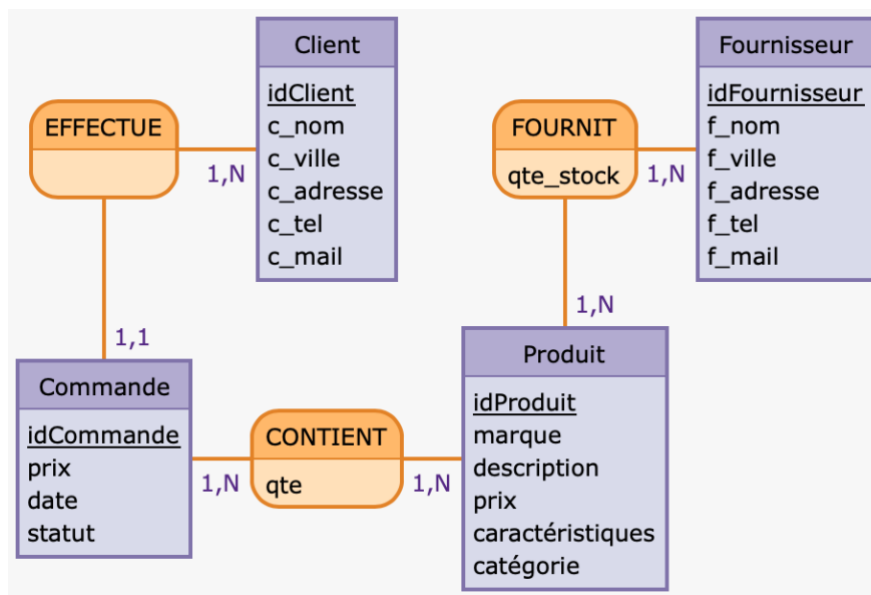 Client
idClient
c_nom
c_ville
c_adresse
c_tel
c_mail
Fournisseur
idFournisseur
f_nom
f_ville
f_adresse
f_tel
f_mail
EFFECTUE
1,N
FOURNIT
qte_stock
1,N
1,1
1,N
Commande
idCommande
prix
date
statut
CONTIENT
qte
1,N
1,N
Produit
idProduit
marque
description
prix
caractéristiques
catégorie